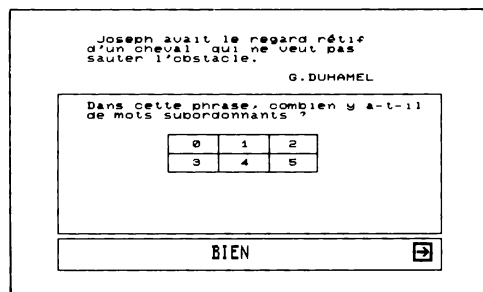 Joseph avait le regard rétif
d'un cheval qui ne veut pas
sauter l'obstacle.
G.DUHAMEL
Dans cette phrase, combien y a-t-il
de mots subordonnants ?
0 1 2
3 4 5
BIEN